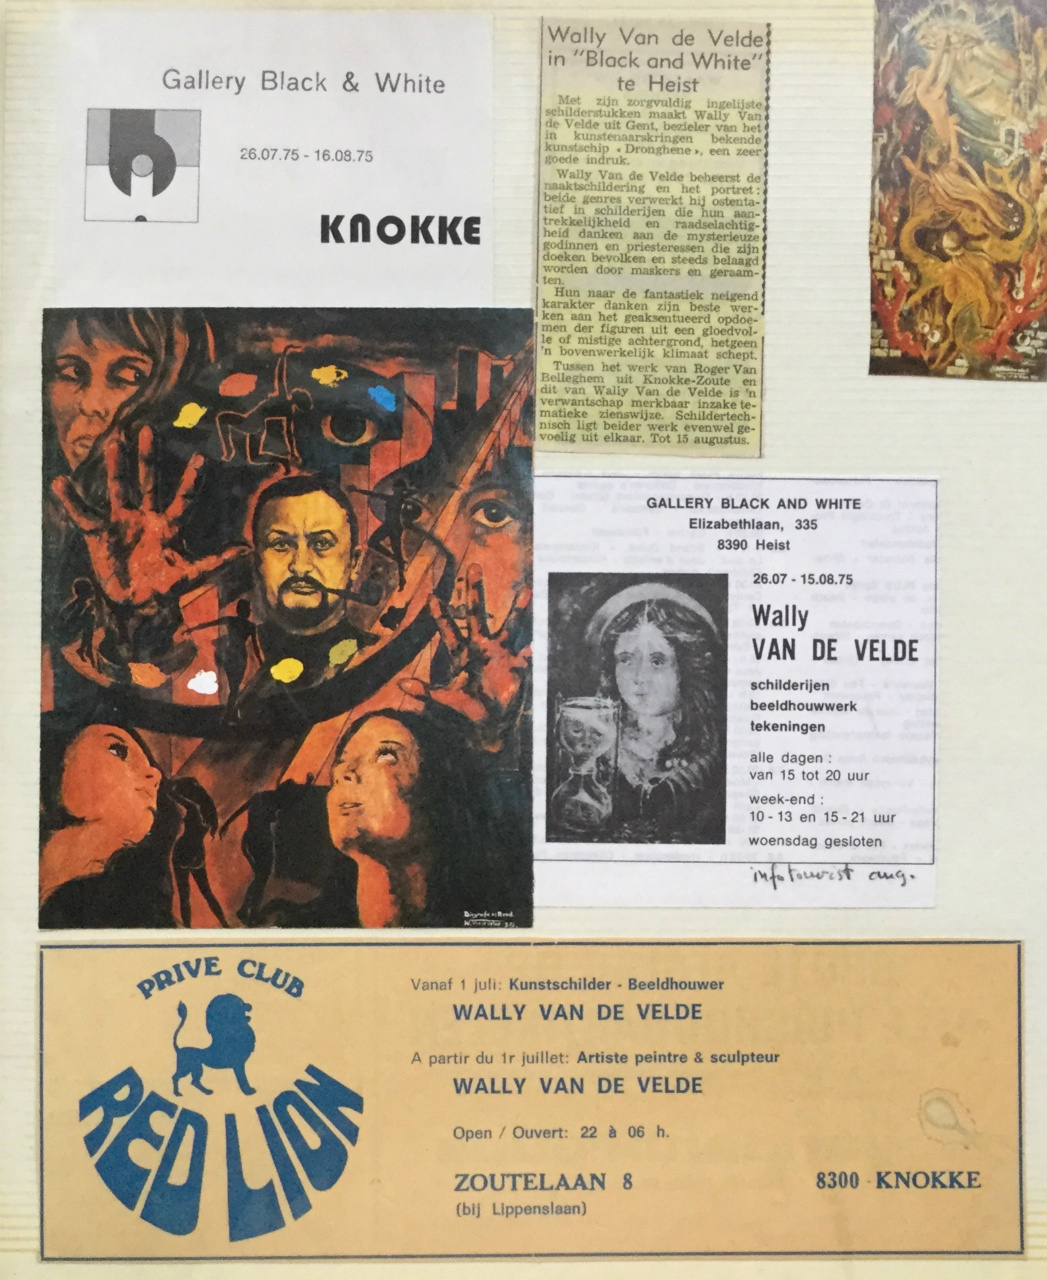 Gallery Black & White
26.07.75 - 16.08.75
KNOKKE
Wally Van de Velde
in "Black and White"
te Heist
Met zijn zorgvuldig ingelijste
schilderstukken maakt Wally Van
de Velde uit Gent, bezieler van het
in kunstenaarskringen bekende
kunstschip « Dronghene », een zeer
goede indruk.
Wally Van de Velde beheerst de
naaktschildering en het portret :
beide genres verwerkt hij ostenta-
tief in schilderijen die hun aan-
trekkelijkheid en raadselachtig-
heid danken aan de mysterieuze
godinnen en priesteressen die zijn
doeken bevolken en steeds belaagd
worden door maskers en geraam-
ten.
Hun naar de fantastiek neigend
karakter danken zijn beste wer-
ken aan het geaksentueerd opdoe-
men der figuren uit een gloedvol-
le of mistige achtergrond, hetgeen
'n bovenwerkelijk klimaat schept.
Tussen het werk van Roger Van
Belleghem uit Knokke-Zoute en
dit van Wally Van de Velde is 'n
verwantschap merkbaar inzake te-
matieke zienswijze. Schildertech-
nisch ligt beider werk evenwel ge-
voelig uit elkaar. Tot 15 augustus.
GALLERY BLACK AND WHITE
Elizabethlaan, 335
8390 Heist
26.07 - 15.08.75
Wally
VAN DE VELDE
schilderijen
beeldhouwwerk
tekeningen
alle dagen :
van 15 tot 20 uur
week-end :
10 - 13 en 15 - 21 uur
woensdag gesloten
infotourist aug.
PRIVE CLUB
RED LION
Vanaf 1 juli: Kunstschilder - Beeldhouwer
WALLY VAN DE VELDE
A partir du 1r juillet: Artiste peintre & sculpteur
WALLY VAN DE VELDE
Open / Ouvert: 22 à 06 h.
ZOUTELAAN 8
8300 - KNOKKE
(bij Lippenslaan)